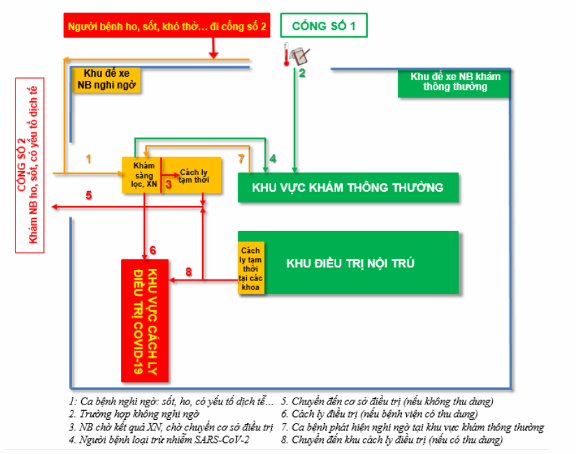 Người bệnh ho, sốt, khó thở... đi cổng số 2
CỔNG SỐ 1
2
Khu để xe
NB nghi ngờ
Khu để xe NB khám
thông thường
CỔNG SỐ 2
Khám NB ho, sốt, có yếu tố dịch tễ
1
Khám
sàng
lọc, XN
3
Cách ly
tạm thời
7
4
5
KHU VỰC KHÁM THÔNG THƯỜNG
6
8
KHU VỰC CÁCH LY
ĐIỀU TRỊ COVID-19
Cách
ly tạm
thời
tại các
khoa
KHU ĐIỀU TRỊ NỘI TRÚ
1: Ca bệnh nghi ngờ: sốt, ho, có yếu tố dịch tễ...
2. Trường hợp không nghi ngờ
3. NB chờ kết quả XN, chờ chuyển cơ sở điều trị
4. Người bệnh loại trừ nhiễm SARS-CoV-2
5. Chuyển đến cơ sở điều trị (nếu không thu dung)
6. Cách ly điều trị (nếu bệnh viện có thu dung)
7. Ca bệnh phát hiện nghi ngờ tại khu vực khám thông thường
8. Chuyển đến khu cách ly điều trị (nếu có thu dung)